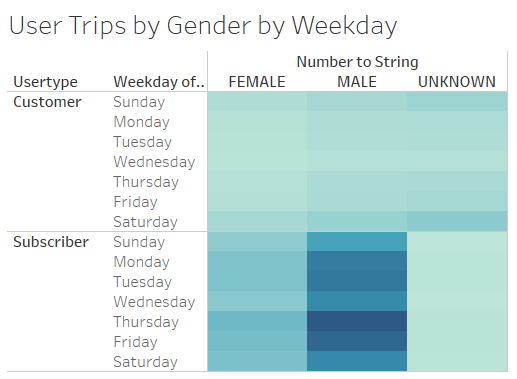 User Trips by Gender by Weekday
Number to String
Usertype Weekday of.. FEMALE MALE UNKNOWN
Customer Sunday
Monday
Tuesday
Wednesday
Thursday
Friday
Saturday
Subscriber Sunday
Monday
Tuesday
Wednesday
Thursday
Friday
Saturday